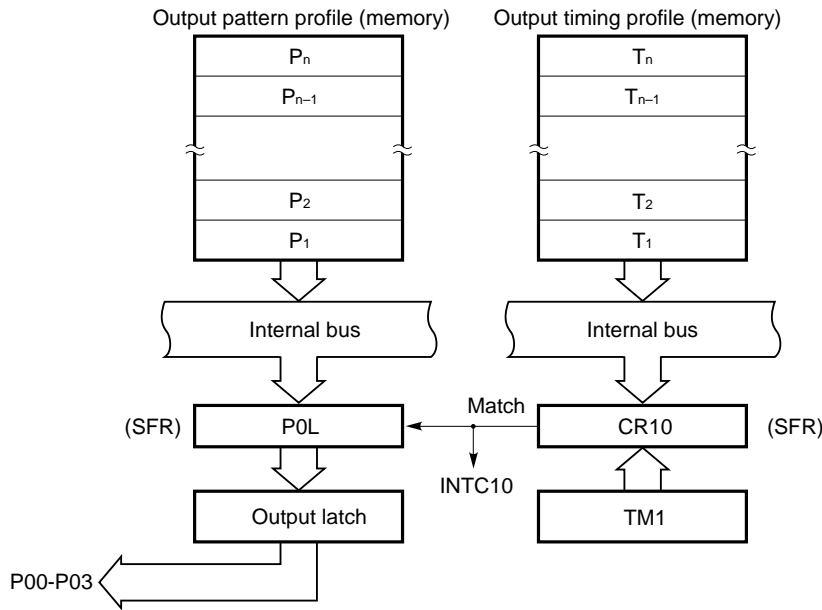 Output pattern profile (memory)
Output timing profile (memory)
Pn
Tn
Pn–1
Tn–1
P2
T2
P1
T1
Internal bus
Internal bus
Match
(SFR)
P0L
CR10
(SFR)
INTC10
Output latch
TM1
P00-P03